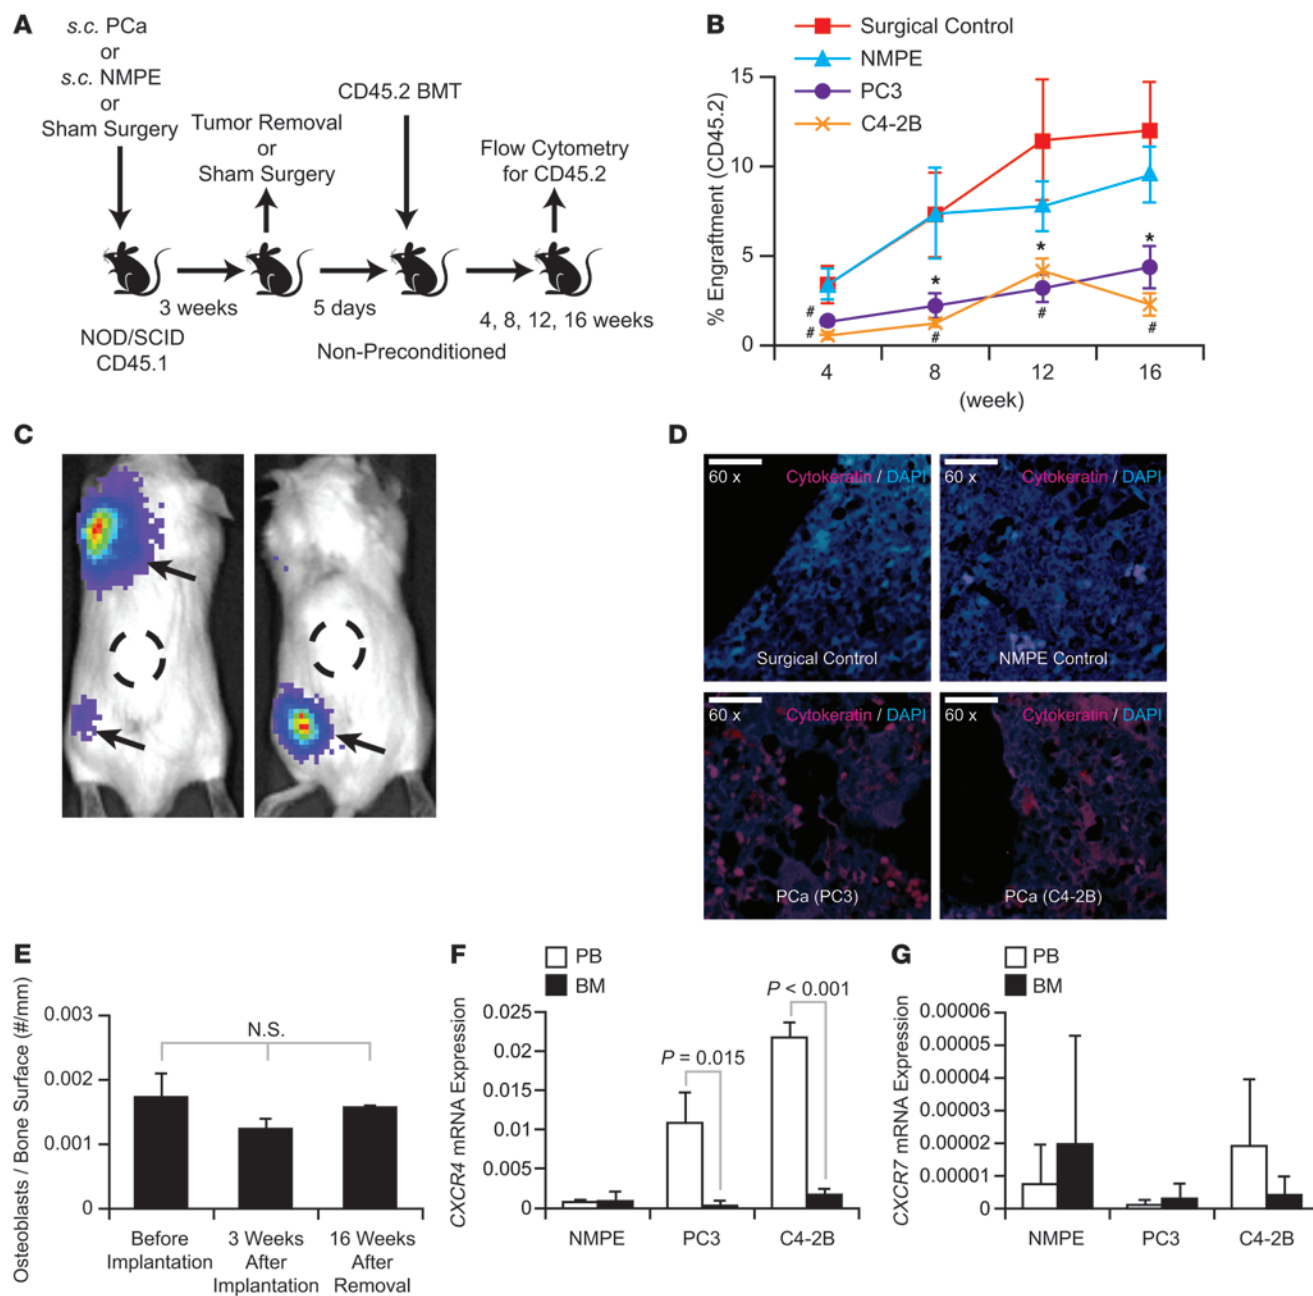 A
s.c. PCa
or
s.c. NMPE
or
Sham Surgery
Tumor Removal
or
Sham Surgery
CD45.2 BMT
Flow Cytometry
for CD45.2
3 weeks
5 days
4, 8, 12, 16 weeks
NOD/SCID
CD45.1
Non-Preconditioned
B
Surgical Control
NMPE
PC3
C4-2B
% Engraftment (CD45.2)
15
10
5
0
*
*
*
#
#
#
#
#
4 8 12 16
(week)
C
D
60 x Cytokeratin / DAPI
Surgical Control
60 x Cytokeratin / DAPI
NMPE Control
60 x Cytokeratin / DAPI
PCa (PC3)
60 x Cytokeratin / DAPI
PCa (C4-2B)
E
Osteoblasts / Bone Surface (#/mm)
0.003
0.002
0.001
0
N.S.
Before
Implantation
3 Weeks
After
Implantation
16 Weeks
After
Removal
F
PB
BM
CXCR4 mRNA Expression
0.025
0.02
0.015
0.01
0.005
0
P = 0.015
P < 0.001
NMPE PC3 C4-2B
G
PB
BM
CXCR7 mRNA Expression
0.00006
0.00005
0.00004
0.00003
0.00002
0.00001
0
NMPE PC3 C4-2B